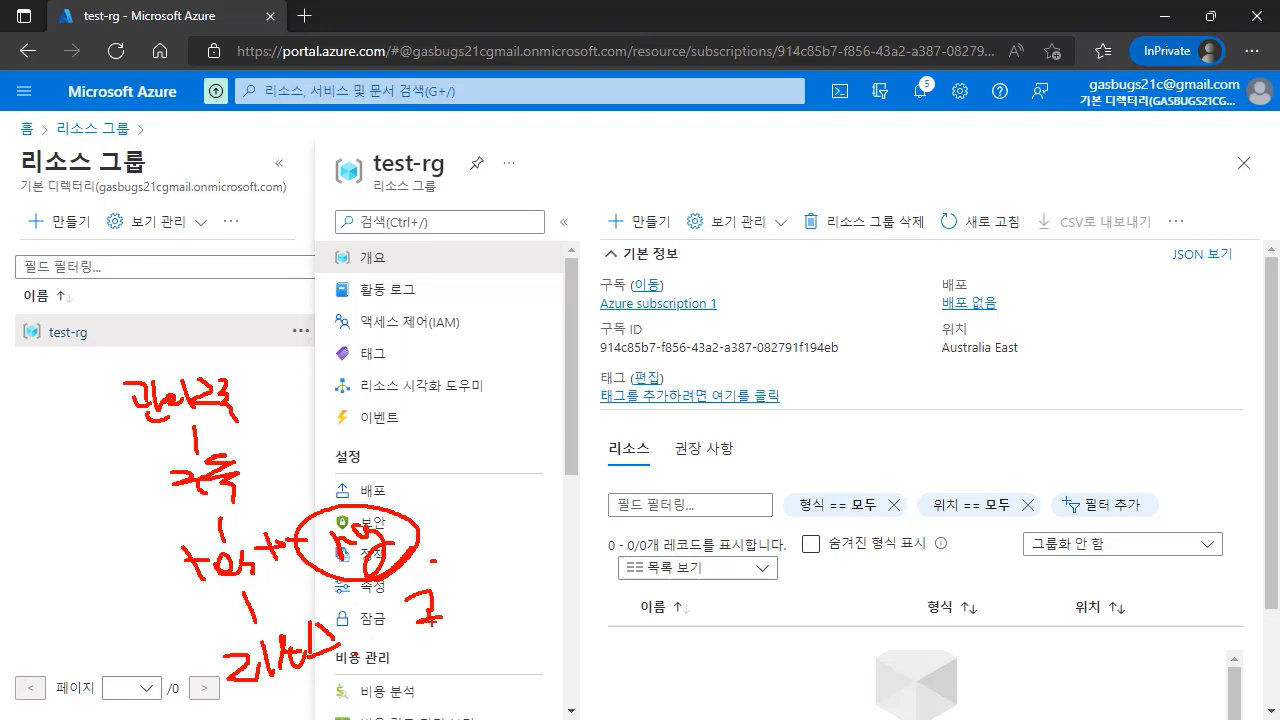 test-rg - Microsoft Azure
https://portal.azure.com/#@gasbugs21cgmail.onmicrosoft.com/resource/subscriptions/914c85b7-f856-43a2-a387-08279...
InPrivate
Microsoft Azure
리소스, 서비스 및 문서 검색(G+/)
5
gasbugs21c@gmail.com
기본 디렉터리(GASBUGS21CG...
홈 > 리소스 그룹 >
리소스 그룹
기본 디렉터리(gasbugs21cgmail.onmicrosoft.com)
만들기
보기 관리
필드 필터링...
이름
test-rg
페이지
/0
test-rg
리소스 그룹
검색(Ctrl+/)
개요
활동 로그
액세스 제어(IAM)
태그
리소스 시각화 도우미
이벤트
설정
배포
보안
속성
잠금
비용 관리
비용 분석
만들기
보기 관리
리소스 그룹 삭제
새로 고침
CSV로 내보내기
기본 정보
JSON 보기
구독 (이동)
Azure subscription 1
구독 ID
914c85b7-f856-43a2-a387-082791f194eb
태그 (편집)
태그를 추가하려면 여기를 클릭
배포
배포 없음
위치
Australia East
리소스
권장 사항
필드 필터링...
형식 == 모두
위치 == 모두
필터 추가
0 - 0/0개 레코드를 표시합니다.
숨겨진 형식 표시
그룹화 안 함
목록 보기
이름
형식
위치
구독
rg
리소스